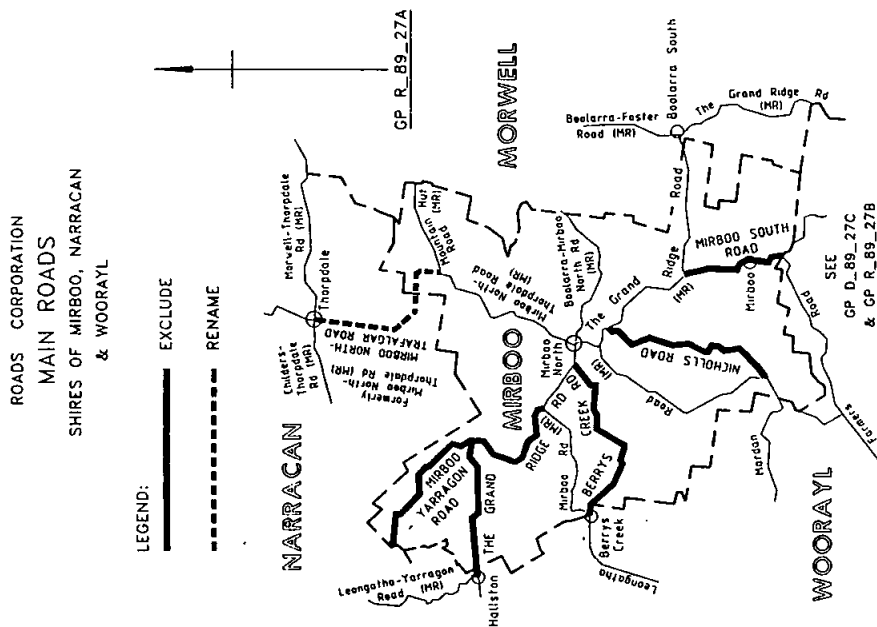 ROADS CORPORATION
MAIN ROADS
SHIRES OF MIRBOO, NARRACAN
& WOORAYL
LEGEND:
EXCLUDE
RENAME
GP R_89_27A
NARRACAN
MORWELL
MIRBOO
WOORAYL
Childers-
Thorpdale
Rd (MR)
Thorpdale
Morwell-Thorpdale
Rd (MR)
Formerly
Mirboo North-
Thorpdale Rd (MR)
MIRBOO NORTH-
TRAFALGAR ROAD
Mountain Hut
Road (MR)
Mirboo North-
Thorpdale Road
(MR)
Boolarra-Mirboo
North Rd
(MR)
Boolarra-Foster
Road (MR)
Boolarra South
The Grand Ridge Rd
(MR)
Leongatha-Yarragon
Road (MR)
Hallston
MIRBOO
-YARRAGON
ROAD
THE GRAND
RIDGE RD
(MR)
Mirboo
North
The Grand
Ridge Road
(MR)
BERRYS
CREEK RD
Mirboo Rd
Berrys
Creek
Leongatha
(MR)
Road
NICHOLLS ROAD
MIRBOO SOUTH
ROAD
Mirboo
Mardan
Farmers
Road
SEE
GP D_89_27C
& GP R_89_27B